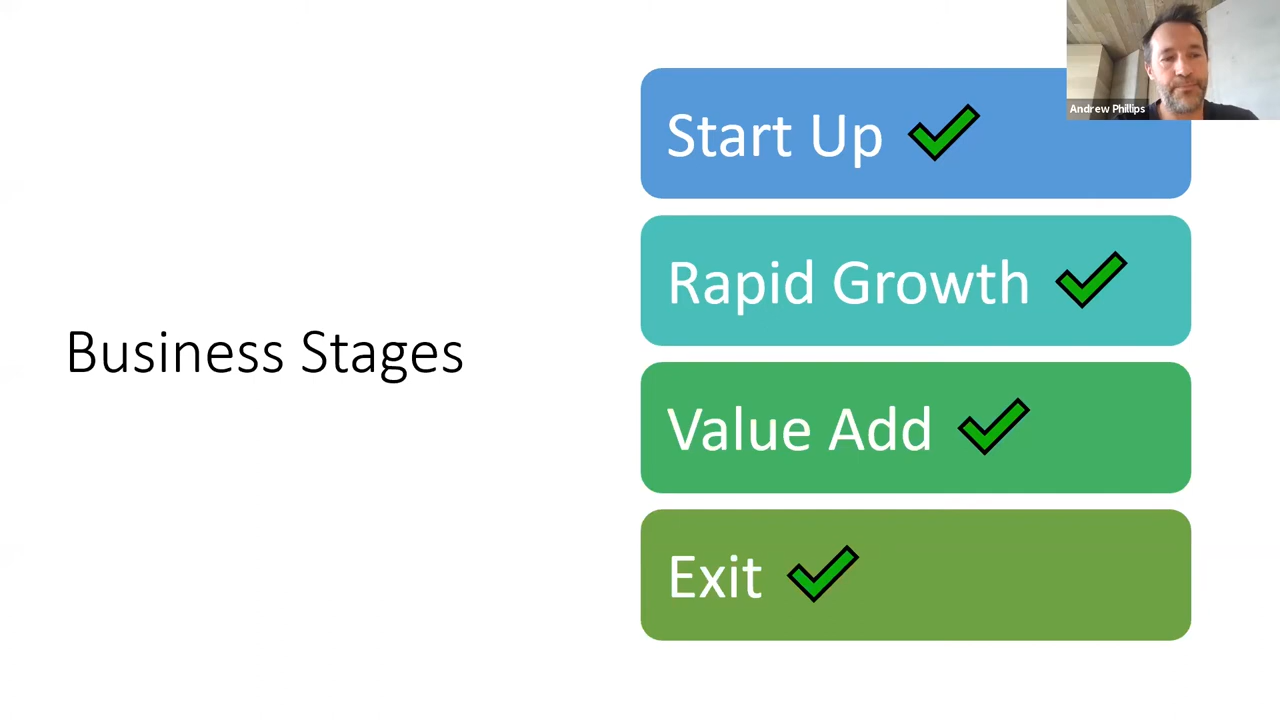 Andrew Phillips
Start Up
Rapid Growth
Business Stages
Value Add
Exit